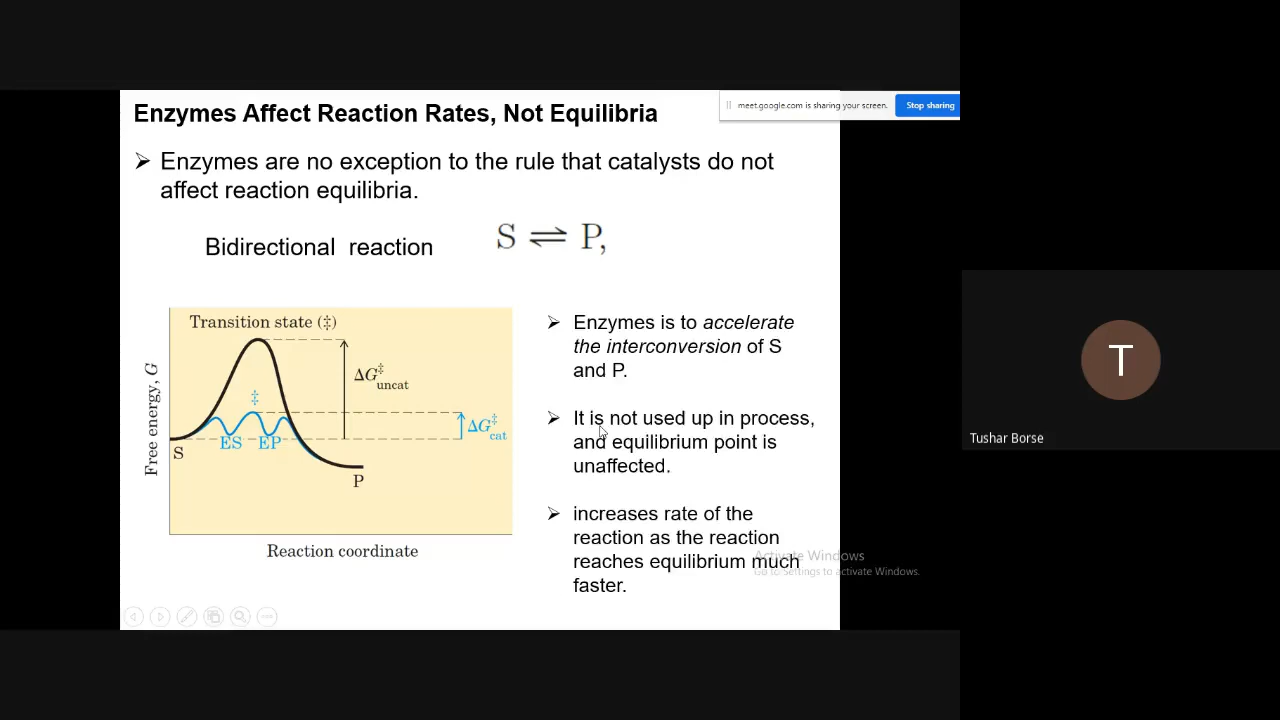 Enzymes Affect Reaction Rates, Not Equilibria
meet.google.com is sharing your screen.
Stop sharing
➢ Enzymes are no exception to the rule that catalysts do not
affect reaction equilibria.
Bidirectional reaction
S ⇌ P,
Transition state (‡)
ΔG‡uncat
‡
ΔG‡cat
ES
EP
S
P
Free energy, G
Reaction coordinate
➢ Enzymes is to accelerate
the interconversion of S
and P.
➢ It is not used up in process,
and equilibrium point is
unaffected.
➢ increases rate of the
reaction as the reaction
reaches equilibrium much
faster.
Activate Windows
Go to Settings to activate Windows.
T
Tushar Borse